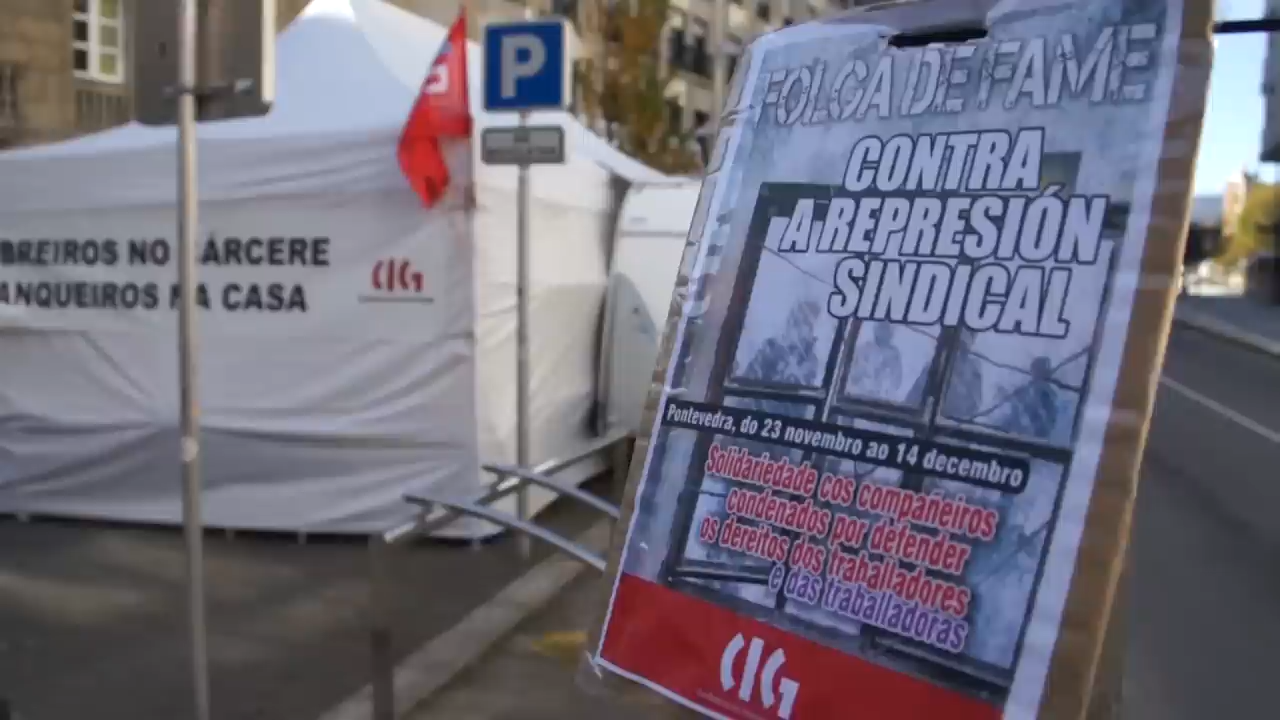 P
BREIROS NO CÁRCERE
ANQUEIROS NA CASA
CIG
FOLGA DE FAME
CONTRA
A REPRESIÓN
SINDICAL
Pontevedra, do 23 novembro ao 14 decembro
Solidariedade cos compañeiros
condenados por defender
os dereitos dos traballadores
e das traballadoras
CIG